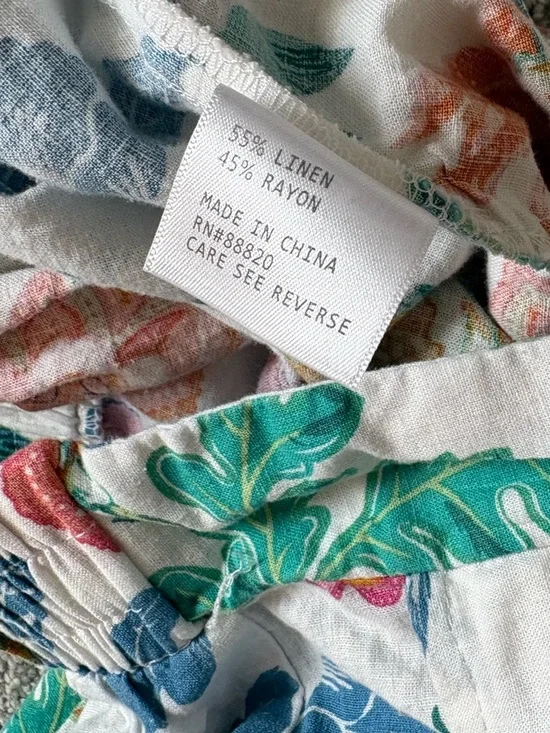 55% LINEN
45% RAYON
MADE IN CHINA
RN#88820
CARE SEE REVERSE